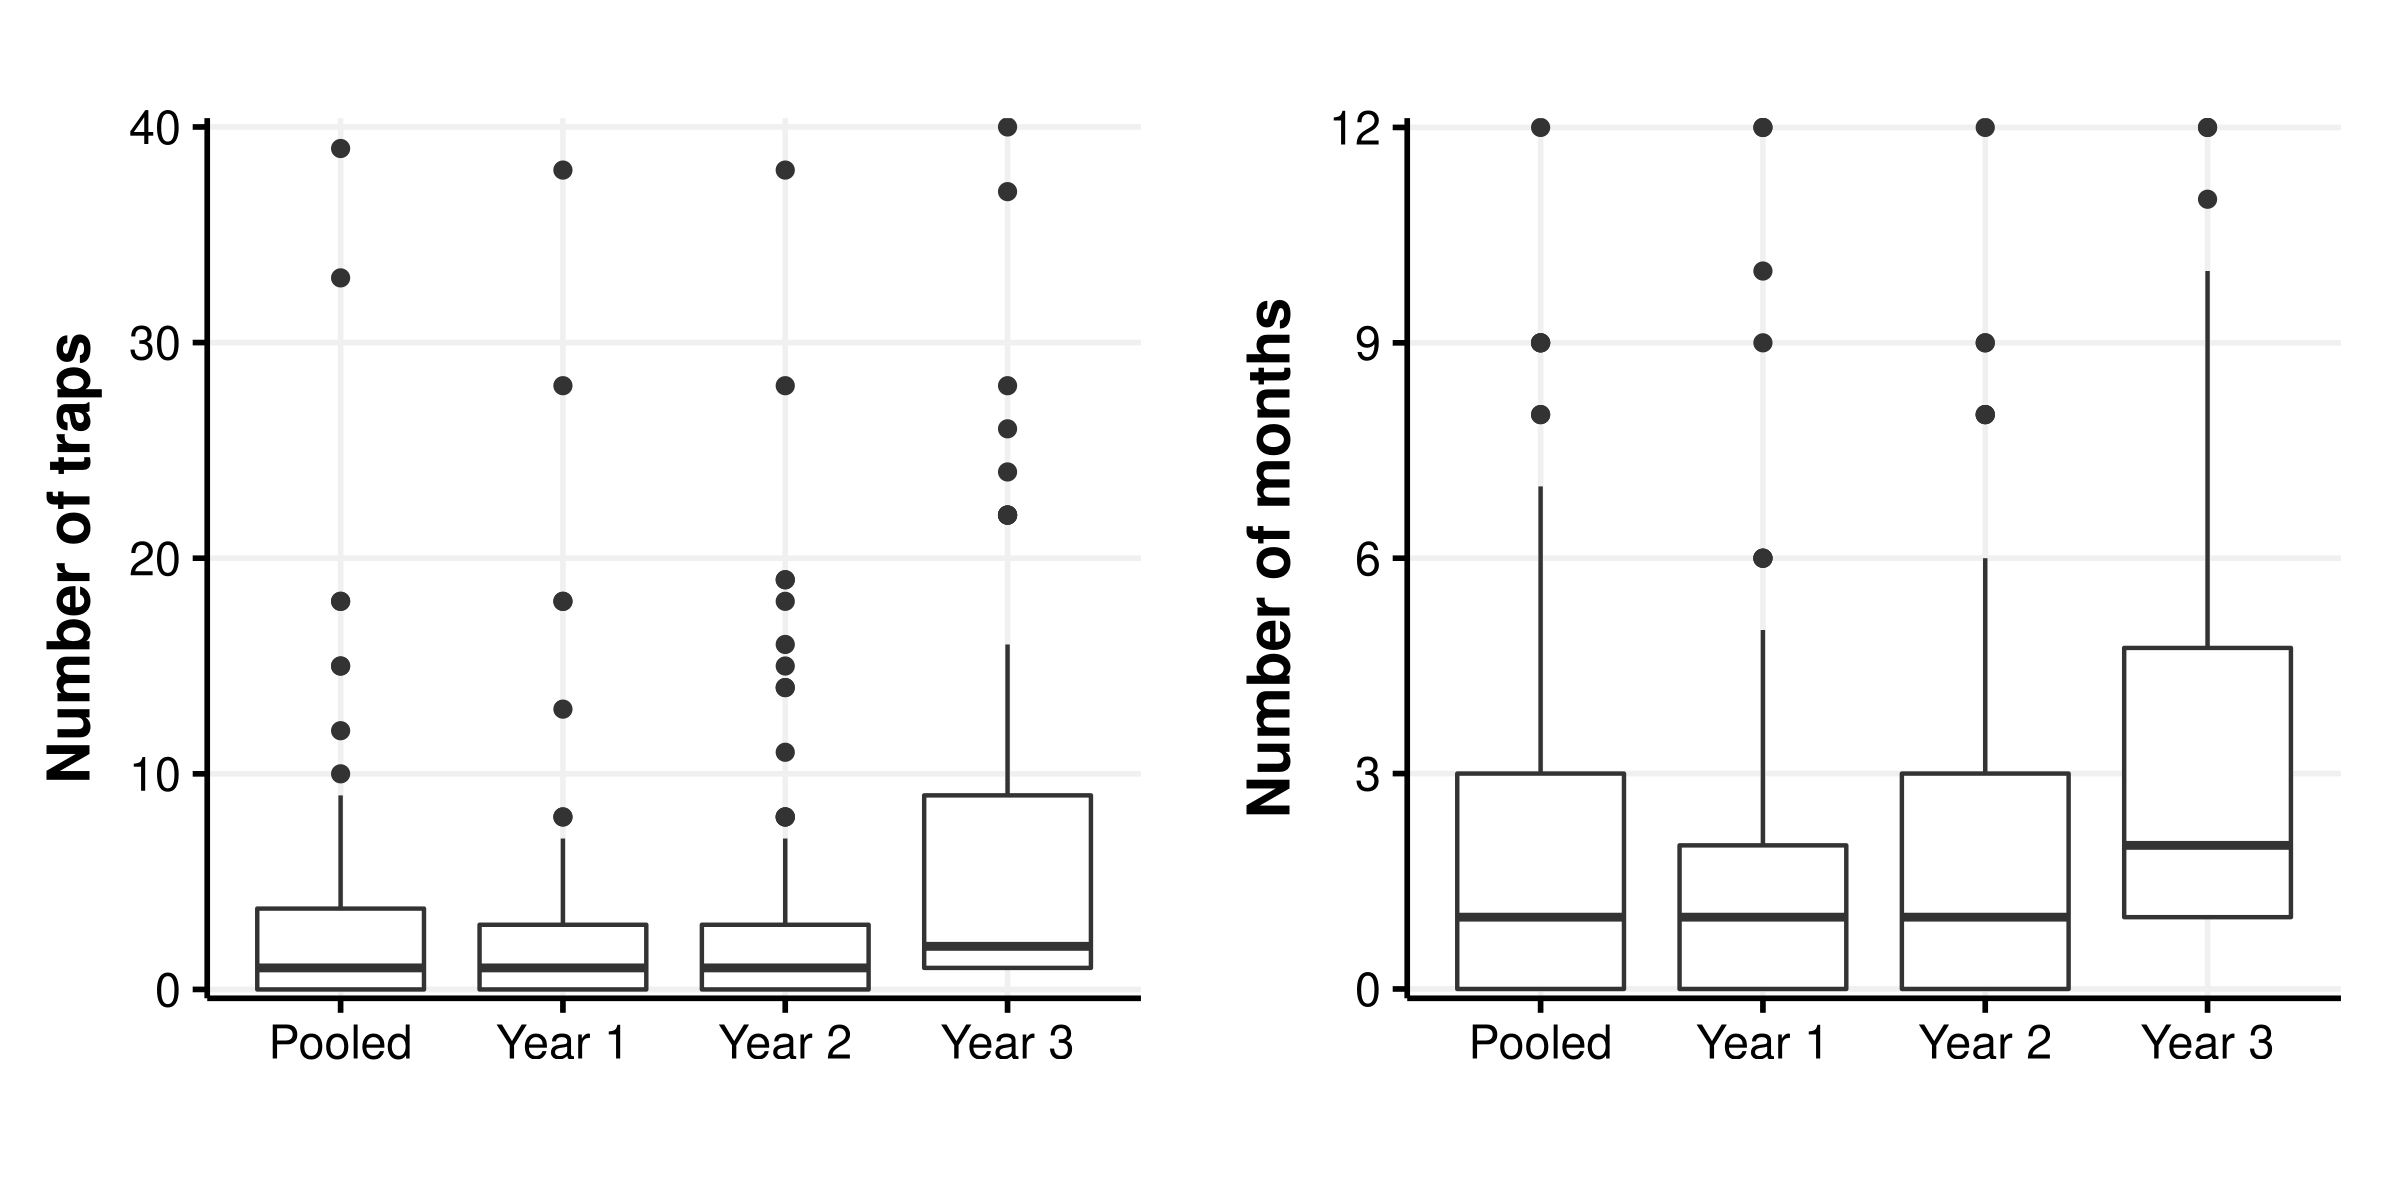 Number of traps
40
30
20
10
0
Pooled Year 1 Year 2 Year 3
Number of months
12
9
6
3
0
Pooled Year 1 Year 2 Year 3